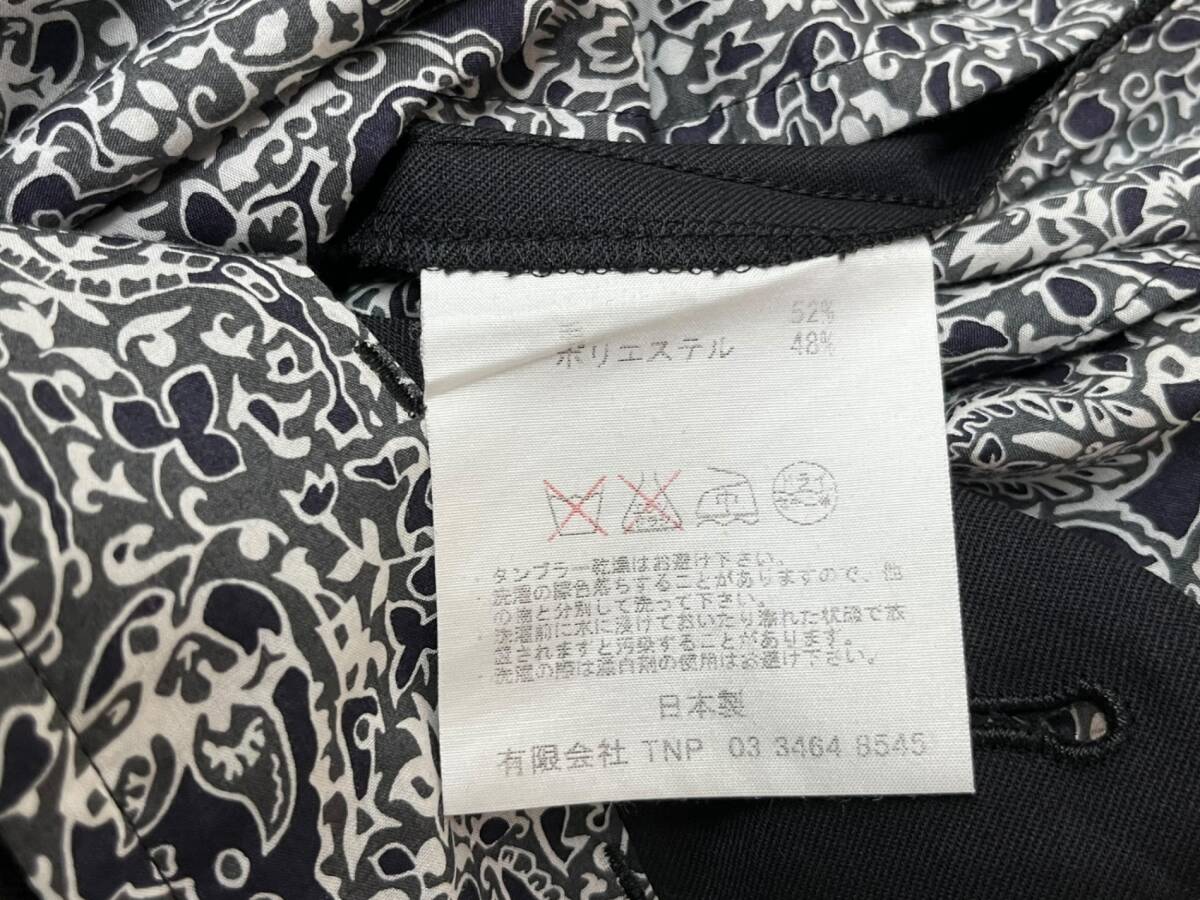 52%
ポリエステル 48%
ドライ
・タンブラー乾燥はお避け下さい。
・洗濯の際色落ちすることがありますので、他
の物と分別して洗って下さい。
・洗濯前に水に浸けておいたり濡れた状態で放
置されますと汚染することがあります。
・洗濯の際は漂白剤の使用はお避け下さい。
日本製
有限会社 TNP 03 3464 8545